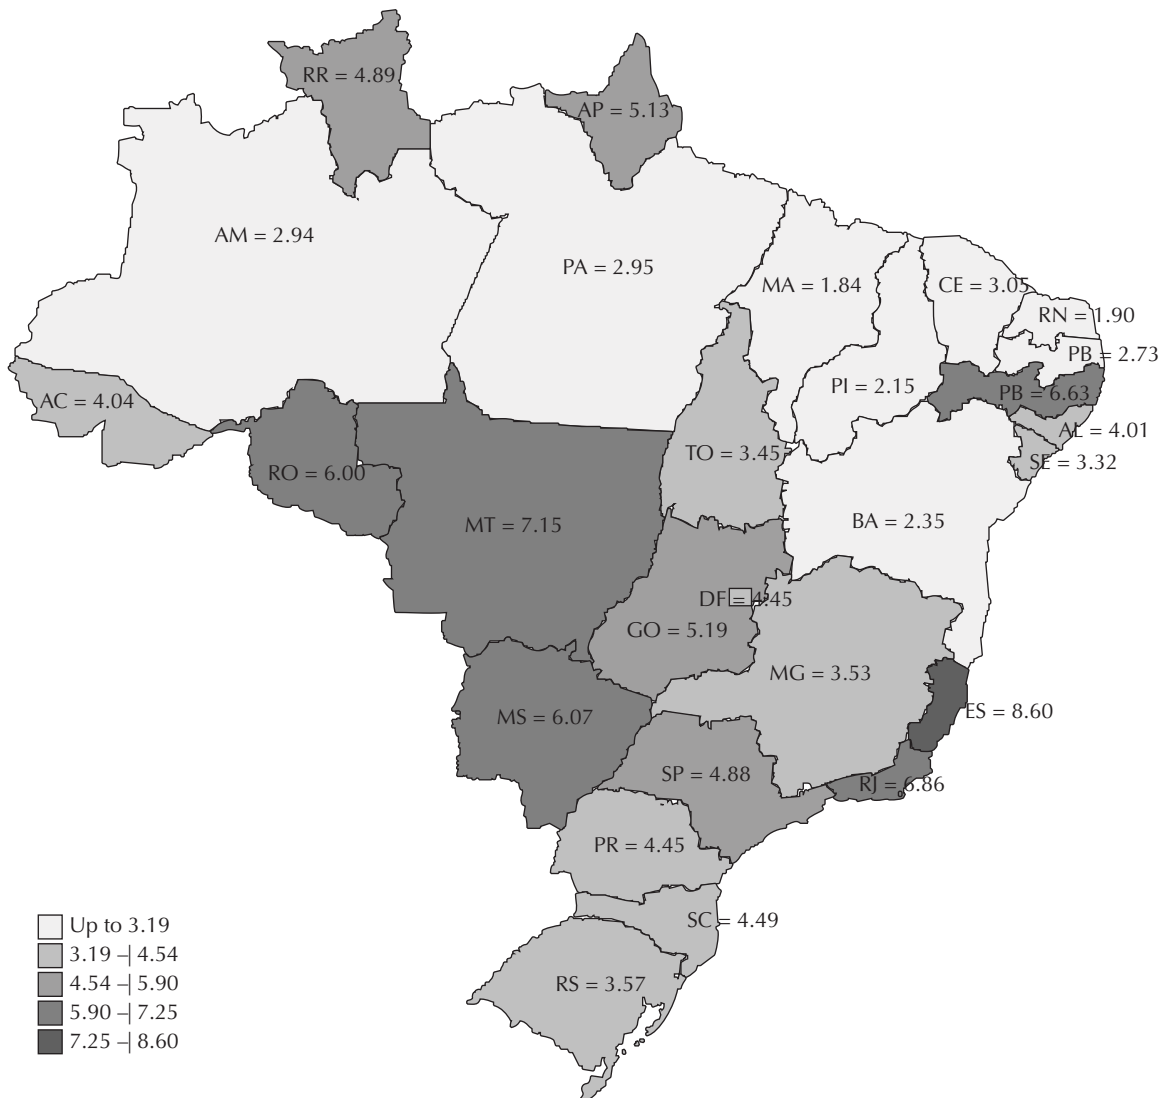 RR = 4.89
AP = 5.13
AM = 2.94
PA = 2.95
MA = 1.84
CE = 3.05
RN = 1.90
PB = 2.73
PI = 2.15
PB = 6.63
AC = 4.04
AL = 4.01
TO = 3.45
SE = 3.32
RO = 6.00
MT = 7.15
BA = 2.35
DF = 4.45
GO = 5.19
MG = 3.53
ES = 8.60
MS = 6.07
SP = 4.88
RJ = 6.86
PR = 4.45
SC = 4.49
RS = 3.57
Up to 3.19
3.19 –| 4.54
4.54 –| 5.90
5.90 –| 7.25
7.25 –| 8.60